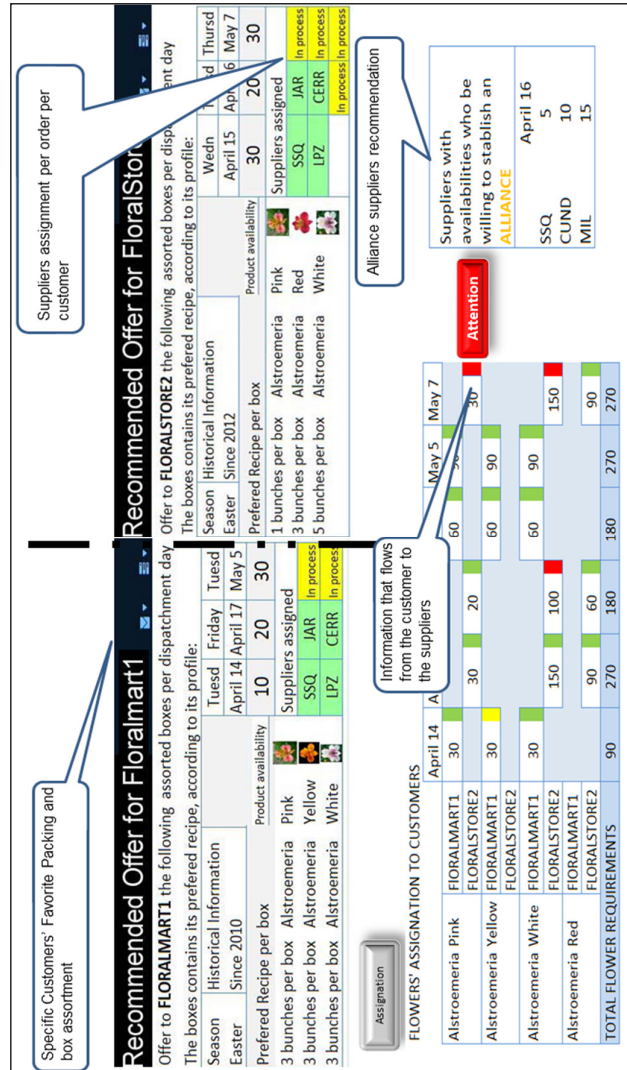 Specific Customers' Favorite Packing and
box assortment
Suppliers assignment per order per
customer
Recommended Offer for Floralmart1
Offer to FLORALMART1 the following assorted boxes per dispatchment day
The boxes contains its prefered recipe, according to its profile:
Season Historical Information Tuesd Friday Tuesd
Easter Since 2010 April 14 April 17 May 5
Prefered Recipe per box 10 20 30
Product availability Suppliers assigned
3 bunches per box Alstroemeria Pink SSQ JAR In process
3 bunches per box Alstroemeria Yellow
3 bunches per box Alstroemeria White LPZ CERR In process
Recommended Offer for FloralStor
Offer to FLORALSTORE2 the following assorted boxes per dispatchment day
The boxes contains its prefered recipe, according to its profile:
Season Historical Information Wedn Thursd
Easter Since 2012 April 15 May 7
Prefered Recipe per box 30 20 30
Product availability Suppliers assigned
1 bunches per box Alstroemeria Pink SSQ JAR In process
3 bunches per box Alstroemeria Red LPZ CERR In process
5 bunches per box Alstroemeria White In process In process
Assignation
FLOWERS' ASSIGNATION TO CUSTOMERS
April 14 May 5 May 7
Alstroemeria Pink FlORALMART1 30 60
FLORALSTORE2 30 20 30
Alstroemeria Yellow FlORALMART1 30 60 90
FLORALSTORE2
Alstroemeria White FlORALMART1 30 60 90
FLORALSTORE2 150 100 150
Alstroemeria Red FlORALMART1
FLORALSTORE2 90 60 90
TOTAL FLOWER REQUIREMENTS 90 270 180 180 270 270
Information that flows
from the customer to
the suppliers
Attention
Alliance suppliers recommendation
Suppliers with
availabilities who be
willing to stablish an
ALLIANCE
April 16
SSQ 5
CUND 10
MIL 15